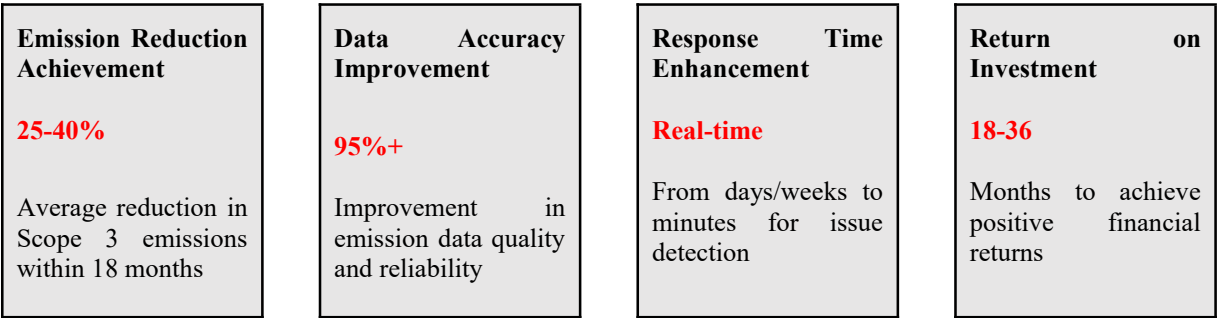 Emission Reduction
Achievement
25-40%
Average reduction in
Scope 3 emissions
within 18 months
Data Accuracy
Improvement
95%+
Improvement in
emission data quality
and reliability
Response Time
Enhancement
Real-time
From days/weeks to
minutes for issue
detection
Return on
Investment
18-36
Months to achieve
positive financial
returns